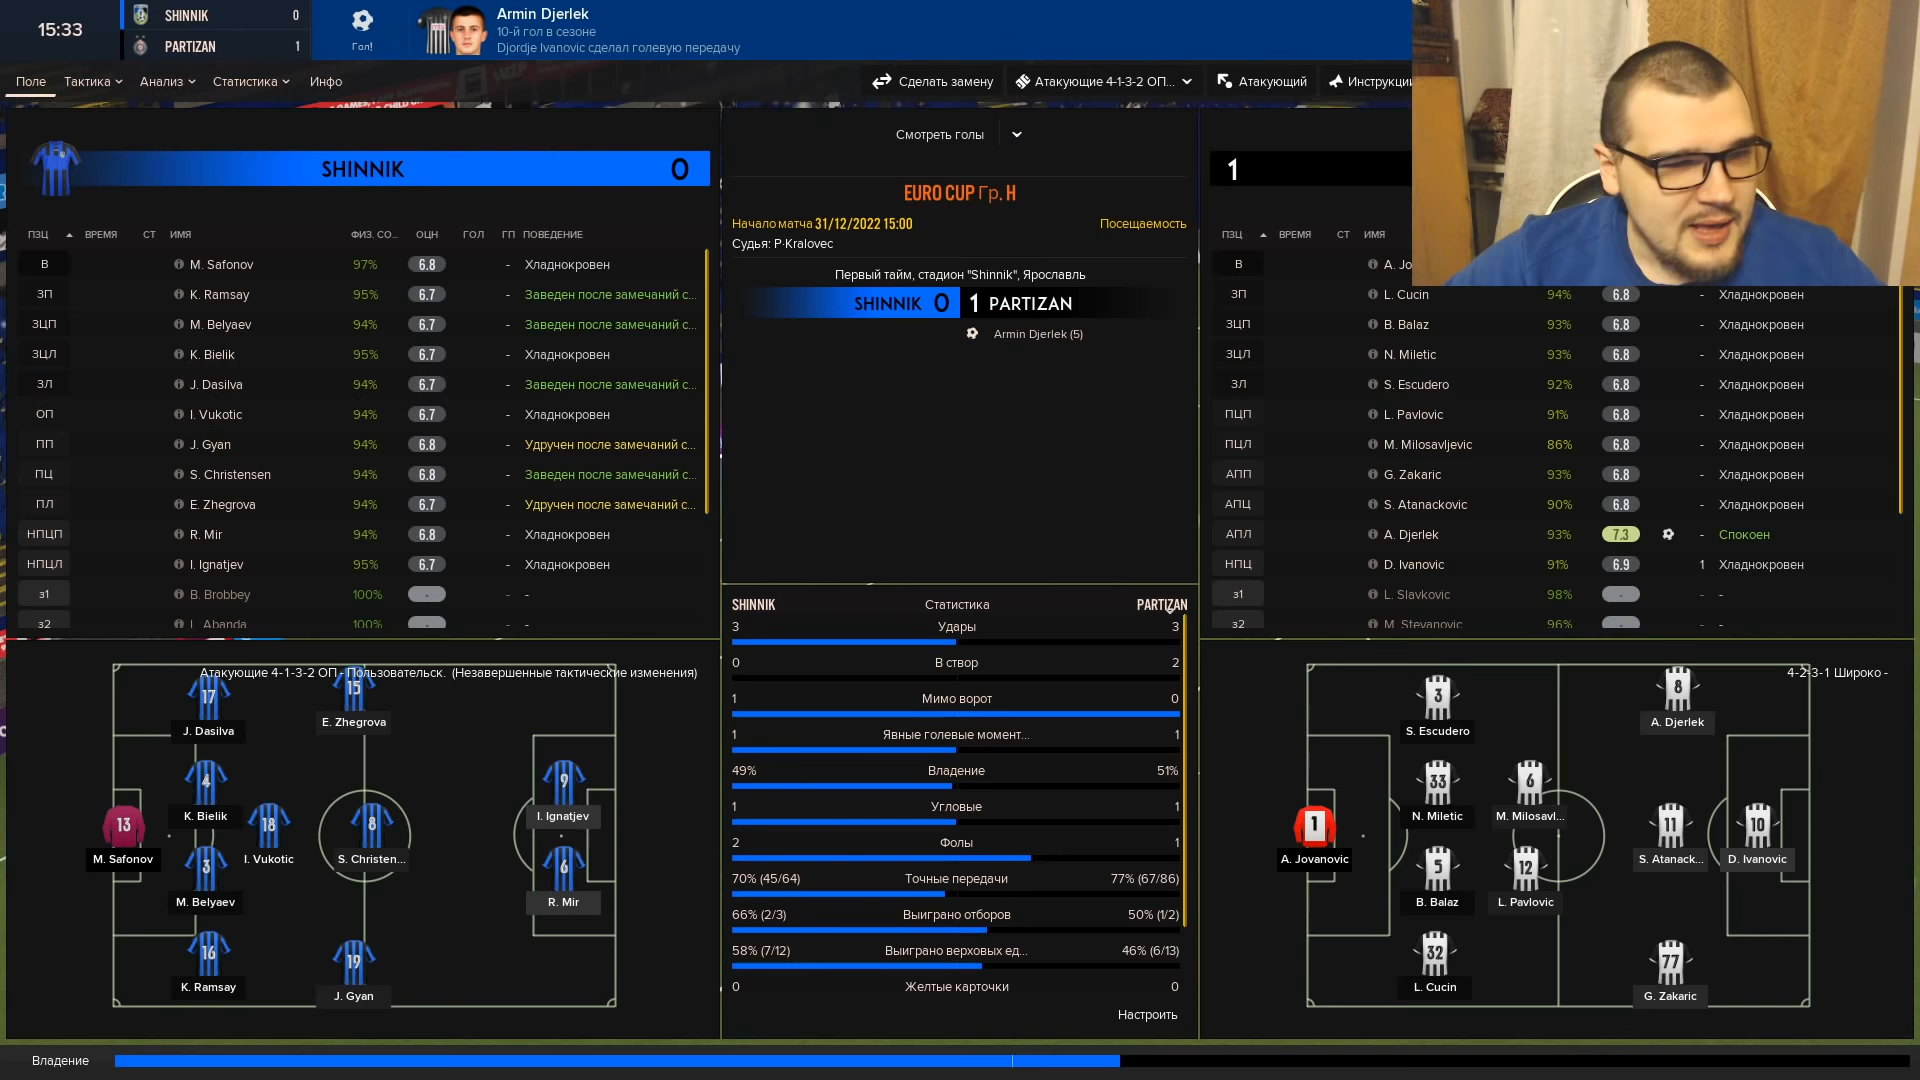 15:33
SHINNIK 0
PARTIZAN 1
Гол!
Armin Djerlek
10-й гол в сезоне
Djordje Ivanovic сделал голевую передачу
Поле Тактика Анализ Статистика Инфо
Сделать замену Атакующие 4-1-3-2 ОП... Атакующий Инструкции
SHINNIK 0
ПЗЦ ВРЕМЯ СТ ИМЯ ФИЗ. СО... ОЦН ГОЛ ГП ПОВЕДЕНИЕ
В M. Safonov 97% 6.8 - Хладнокровен
ЗП K. Ramsay 95% 6.7 - Заведен после замечаний с...
ЗЦП M. Belyaev 94% 6.7 - Заведен после замечаний с...
ЗЦЛ K. Bielik 95% 6.7 - Хладнокровен
ЗЛ J. Dasilva 94% 6.7 - Заведен после замечаний с...
ОП I. Vukotic 94% 6.7 - Хладнокровен
ПП J. Gyan 94% 6.8 - Удручен после замечаний с...
ПЦ S. Christensen 94% 6.8 - Заведен после замечаний с...
ПЛ E. Zhegrova 94% 6.7 - Удручен после замечаний с...
НПЦП R. Mir 94% 6.8 - Хладнокровен
НПЦЛ I. Ignatjev 95% 6.7 - Хладнокровен
з1 B. Brobbey 100% - - -
з2 L. Abanda 100% - - -
Смотреть голы
EURO CUP Гр. H
Начало матча 31/12/2022 15:00 Посещаемость
Судья: P Kralovec
Первый тайм, стадион "Shinnik", Ярославль
SHINNIK 0 1 PARTIZAN
Armin Djerlek (5)
SHINNIK Статистика PARTIZAN
3 Удары 3
0 В створ 2
1 Мимо ворот 0
1 Явные голевые момент... 1
49% Владение 51%
1 Угловые 1
2 Фолы 1
70% (45/64) Точные передачи 77% (67/86)
66% (2/3) Выиграно отборов 50% (1/2)
58% (7/12) Выиграно верховых ед... 46% (6/13)
0 Желтые карточки 0
Настроить
1
ПЗЦ ВРЕМЯ СТ ИМЯ
В A. Jo
ЗП L. Cucin 94% 6.8 - Хладнокровен
ЗЦП B. Balaz 93% 6.8 - Хладнокровен
ЗЦЛ N. Miletic 93% 6.8 - Хладнокровен
ЗЛ S. Escudero 92% 6.8 - Хладнокровен
ПЦП L. Pavlovic 91% 6.8 - Хладнокровен
ПЦЛ M. Milosavljevic 86% 6.8 - Хладнокровен
АПП G. Zakaric 93% 6.8 - Хладнокровен
АПЦ S. Atanackovic 90% 6.8 - Хладнокровен
АПЛ A. Djerlek 93% 7.3 - Спокоен
НПЦ D. Ivanovic 91% 6.9 1 Хладнокровен
з1 L. Slavkovic 98% - - -
з2 M. Stevanovic 96% - - -
Атакующие 4-1-3-2 ОП - Пользовательск. (Незавершенные тактические изменения)
17
J. Dasilva
15
E. Zhegrova
4
K. Bielik
9
I. Ignatjev
13
M. Safonov
18
I. Vukotic
8
S. Christen...
3
M. Belyaev
6
R. Mir
16
K. Ramsay
19
J. Gyan
4-2-3-1 Широко -
3
S. Escudero
8
A. Djerlek
33
N. Miletic
6
M. Milosavl...
1
A. Jovanovic
11
S. Atanack...
10
D. Ivanovic
5
B. Balaz
12
L. Pavlovic
32
L. Cucin
77
G. Zakaric
Владение